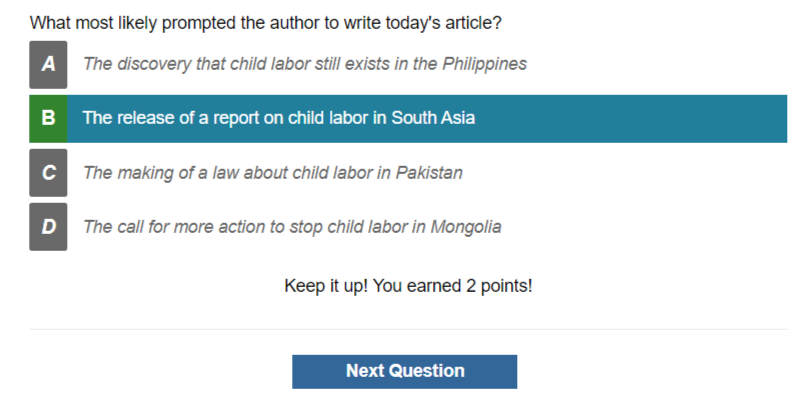 What most likely prompted the author to write today's article?
A The discovery that child labor still exists in the Philippines
B The release of a report on child labor in South Asia
C The making of a law about child labor in Pakistan
D The call for more action to stop child labor in Mongolia
Keep it up! You earned 2 points!
Next Question